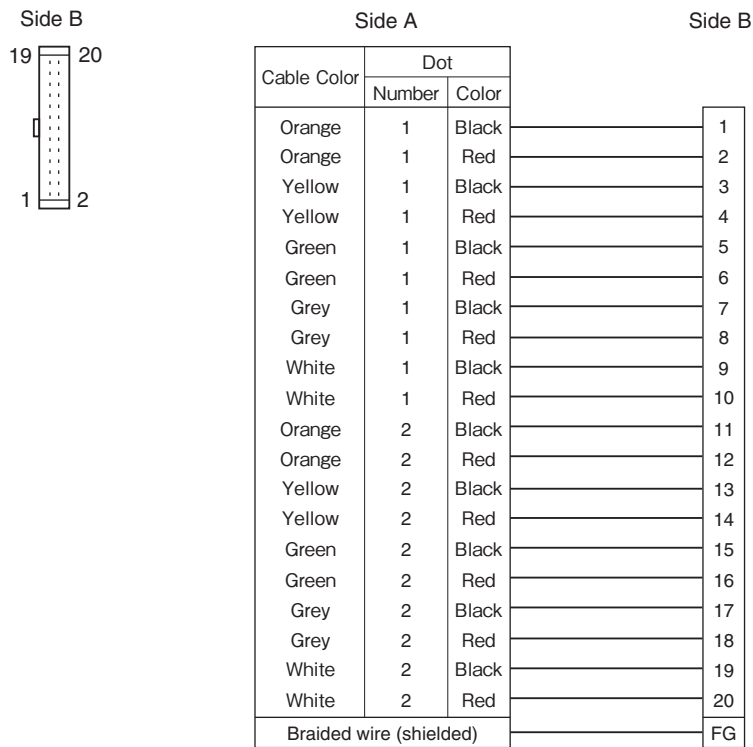 Side B
19 20
1 2
Side A Side B
Cable Color Dot
Number Color
Orange 1 Black 1
Orange 1 Red 2
Yellow 1 Black 3
Yellow 1 Red 4
Green 1 Black 5
Green 1 Red 6
Grey 1 Black 7
Grey 1 Red 8
White 1 Black 9
White 1 Red 10
Orange 2 Black 11
Orange 2 Red 12
Yellow 2 Black 13
Yellow 2 Red 14
Green 2 Black 15
Green 2 Red 16
Grey 2 Black 17
Grey 2 Red 18
White 2 Black 19
White 2 Red 20
Braided wire (shielded) FG